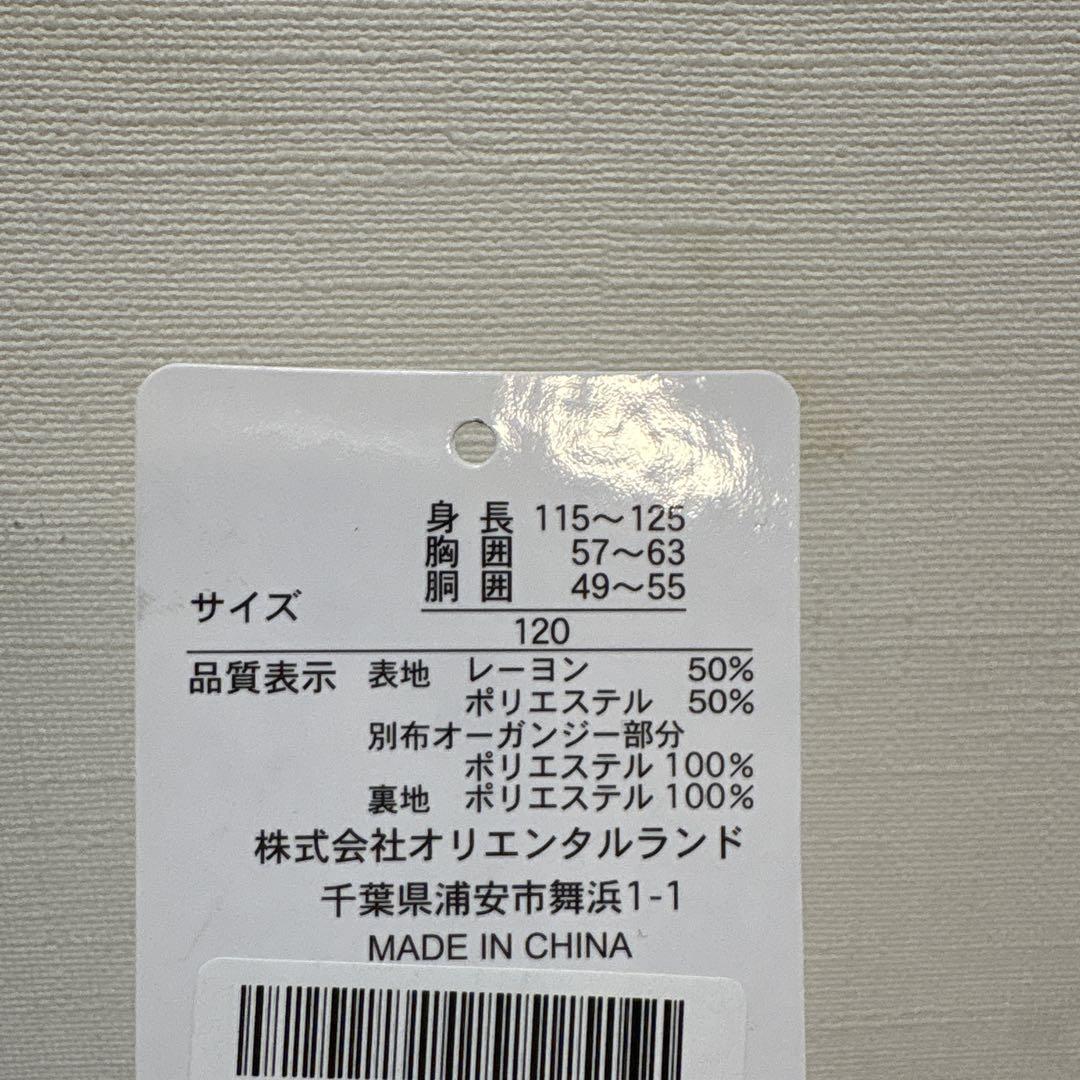 身長 115～125
胸囲 57～63
胴囲 49～55
サイズ
120
品質表示 表地 レーヨン 50%
ポリエステル 50%
別布オーガンジー部分
ポリエステル 100%
裏地 ポリエステル 100%
株式会社オリエンタルランド
千葉県浦安市舞浜1-1
MADE IN CHINA